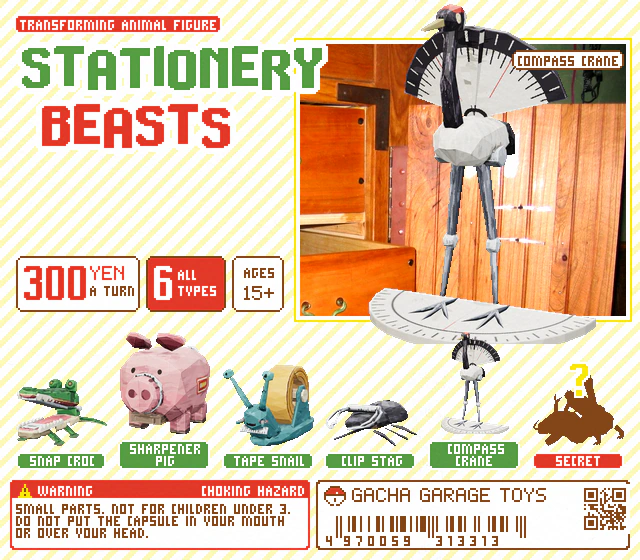 TRANSFORMING ANIMAL FIGURE
STATIONERY
BEASTS
COMPASS CRANE
300 YEN A TURN
6 ALL TYPES
AGES 15+
SNAP CROC
SHARPENER PIG
TAPE SNAIL
CLIP STAG
COMPASS CRANE
?
SECRET
! WARNING CHOKING HAZARD
SMALL PARTS. NOT FOR CHILDREN UNDER 3.
DO NOT PUT THE CAPSULE IN YOUR MOUTH
OR OVER YOUR HEAD.
GACHA GARAGE TOYS
4 970059 313313